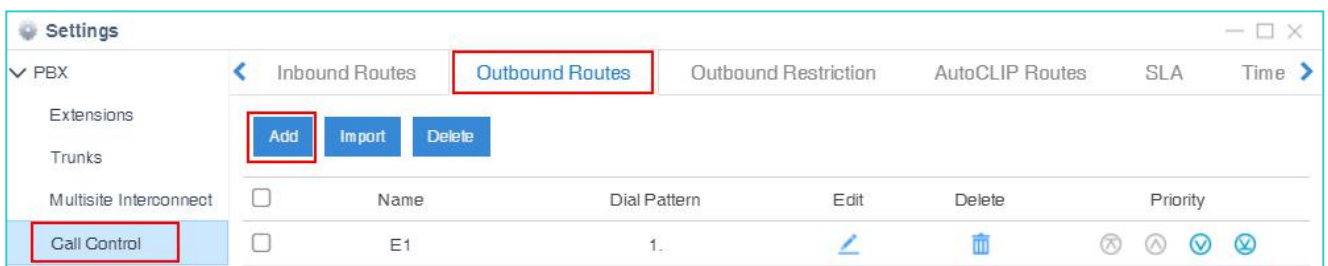 Settings
PBX
Inbound Routes Outbound Routes Outbound Restriction AutoCLIP Routes SLA Time
Extensions
Add Import Delete
Trunks
Multisite Interconnect
Name Dial Pattern Edit Delete Priority
Call Control
E1 1.